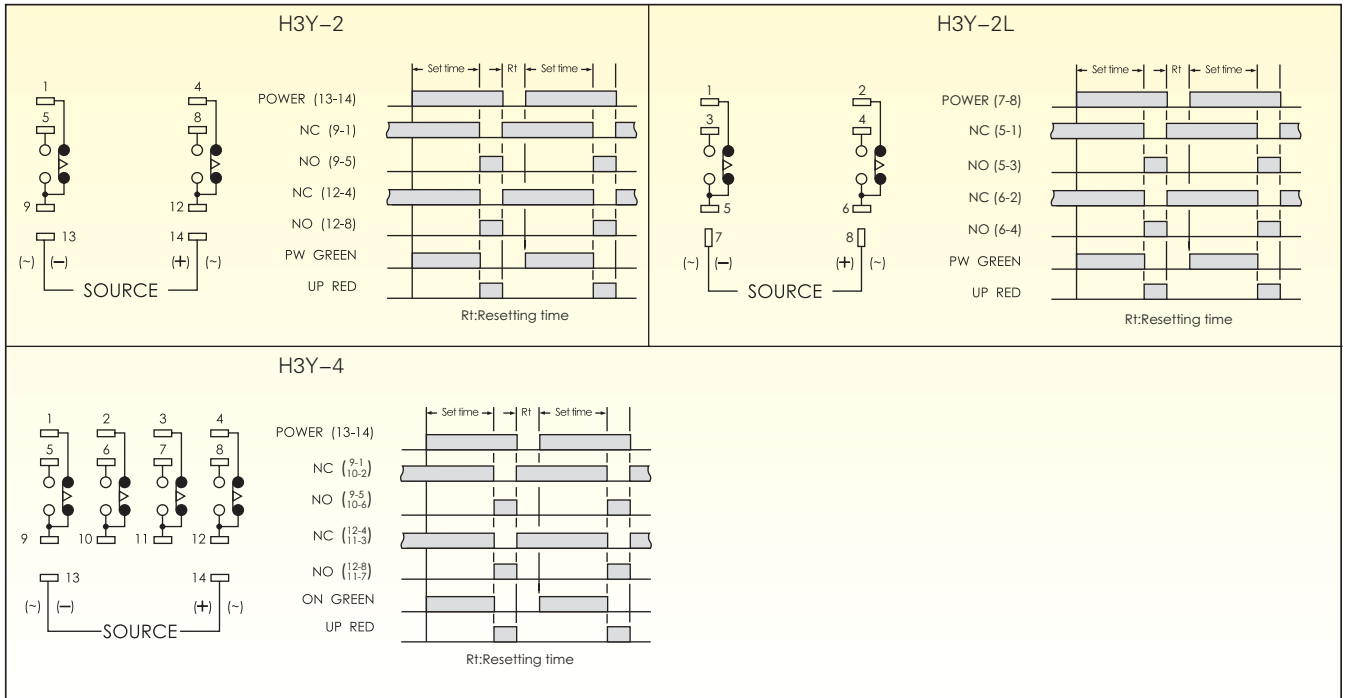 H3Y-2
1
4
5
8
9
12
13
14
(~) (−)
(+) (~)
SOURCE
Set time Rt Set time
POWER (13-14)
NC (9-1)
NO (9-5)
NC (12-4)
NO (12-8)
PW GREEN
UP RED
Rt:Resetting time
H3Y-2L
1
2
3
4
5
6
7
8
(~) (−)
(+) (~)
SOURCE
Set time Rt Set time
POWER (7-8)
NC (5-1)
NO (5-3)
NC (6-2)
NO (6-4)
PW GREEN
UP RED
Rt:Resetting time
H3Y-4
1 2 3 4
5 6 7 8
9 10 11 12
13 14
(~) (−) (+) (~)
SOURCE
Set time Rt Set time
POWER (13-14)
NC (9-1
10-2)
NO (9-5
10-6)
NC (12-4
11-3)
NO (12-8
11-7)
ON GREEN
UP RED
Rt:Resetting time